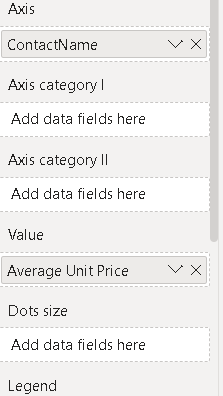 Axis
ContactName
Axis category I
Add data fields here
Axis category II
Add data fields here
Value
Average Unit Price
Dots size
Add data fields here
Legend